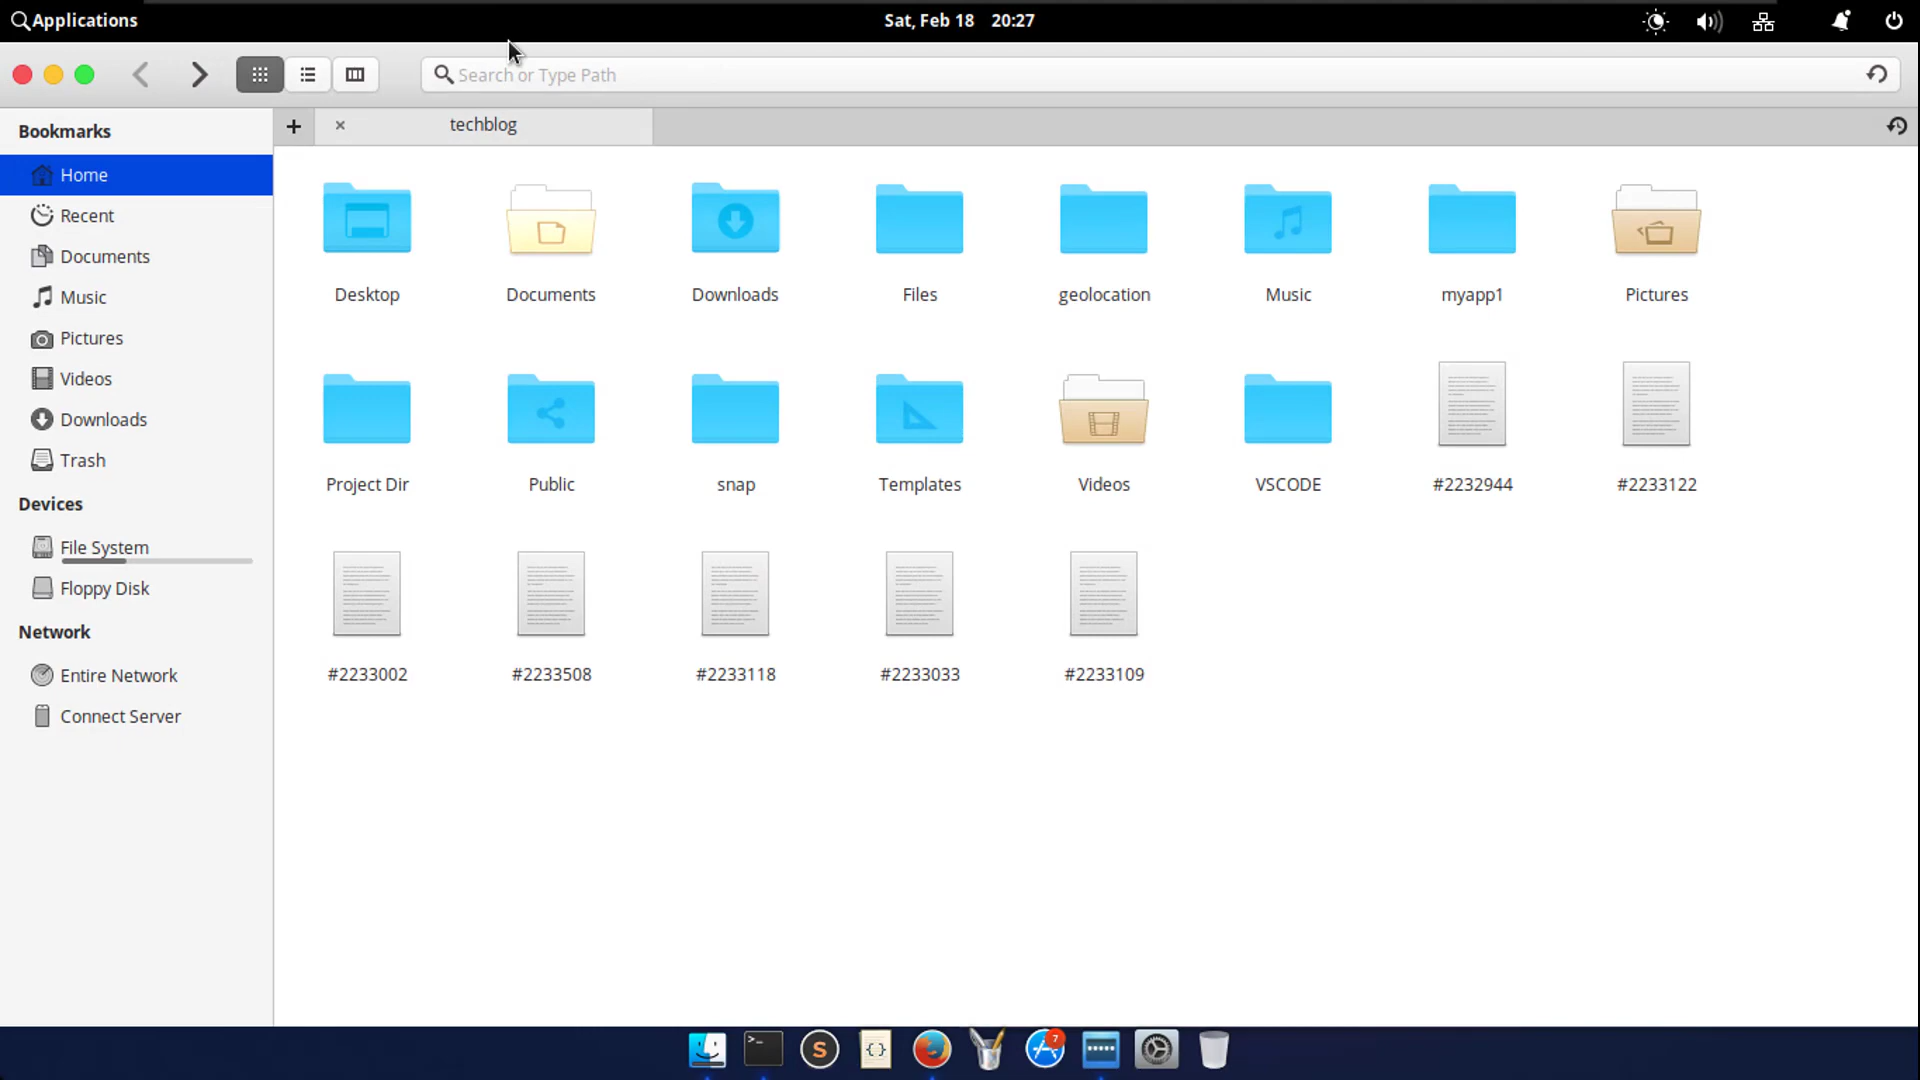 Applications
Sat, Feb 18 20:27
Search or Type Path
Bookmarks
techblog
Home
Recent
Documents
Music
Pictures
Videos
Downloads
Trash
Devices
File System
Floppy Disk
Network
Entire Network
Connect Server
Desktop
Documents
Downloads
Files
geolocation
Music
myapp1
Pictures
Project Dir
Public
snap
Templates
Videos
VSCODE
#2232944
#2233122
#2233002
#2233508
#2233118
#2233033
#2233109
>_
S
{}
7